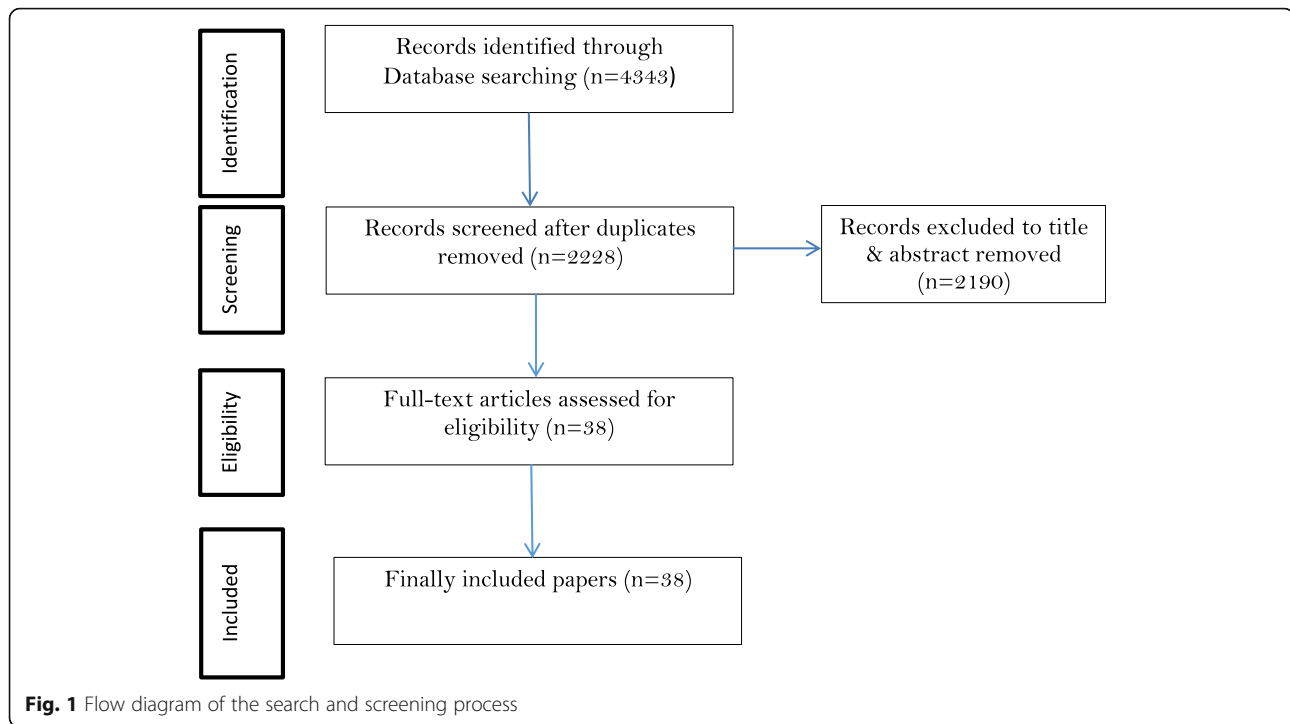 Identification
Records identified through
Database searching (n=4343)
Screening
Records screened after duplicates
removed (n=2228)
Records excluded to title
& abstract removed
(n=2190)
Eligibility
Full-text articles assessed for
eligibility (n=38)
Included
Finally included papers (n=38)
Fig. 1 Flow diagram of the search and screening process